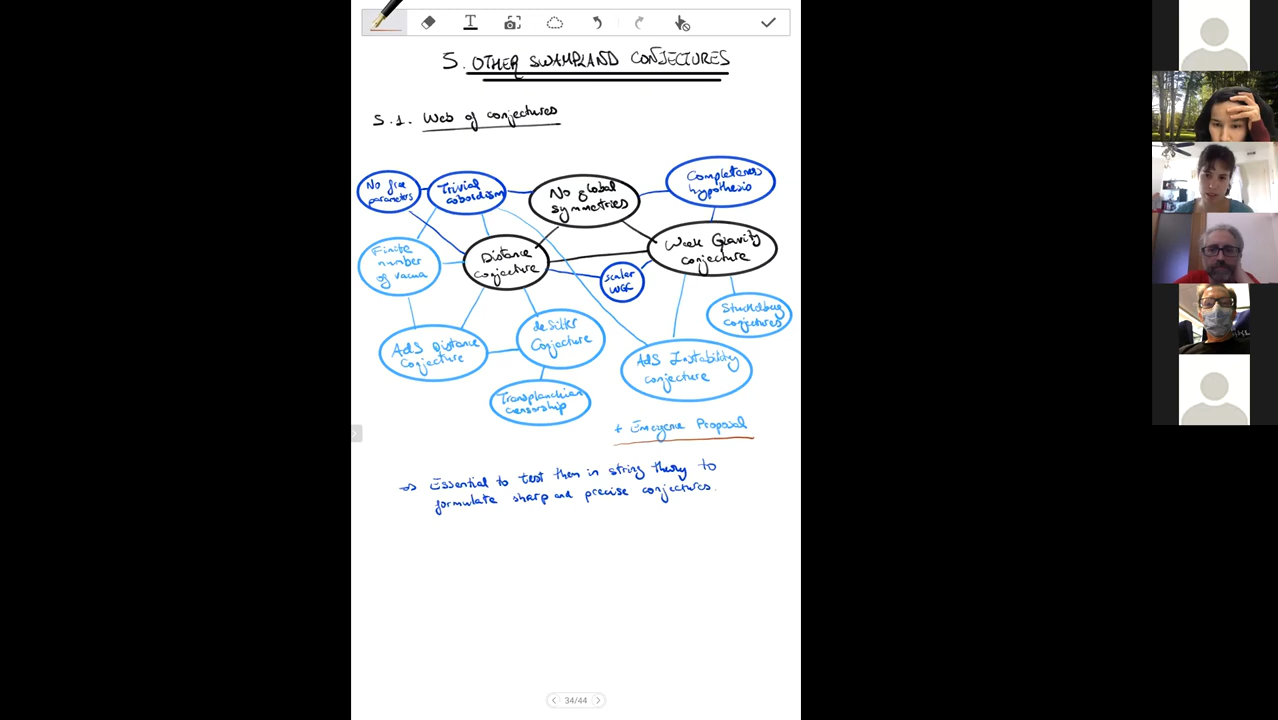 T
5. OTHER SWAMPLAND CONJECTURES
5.1. Web of conjectures
No free
parameters
Trivial
cobordism
No global
symmetries
Completeness
hypothesis
Finite
number
of vacua
Distance
conjecture
scalar
WGC
Weak Gravity
conjecture
AdS Distance
Conjecture
de Sitter
Conjecture
Transplanckian
censorship
AdS Instability
conjecture
Stuckelberg
conjectures
+ Emergence Proposal
⇒ Essential to test them in string theory to
formulate sharp and precise conjectures.
34/44